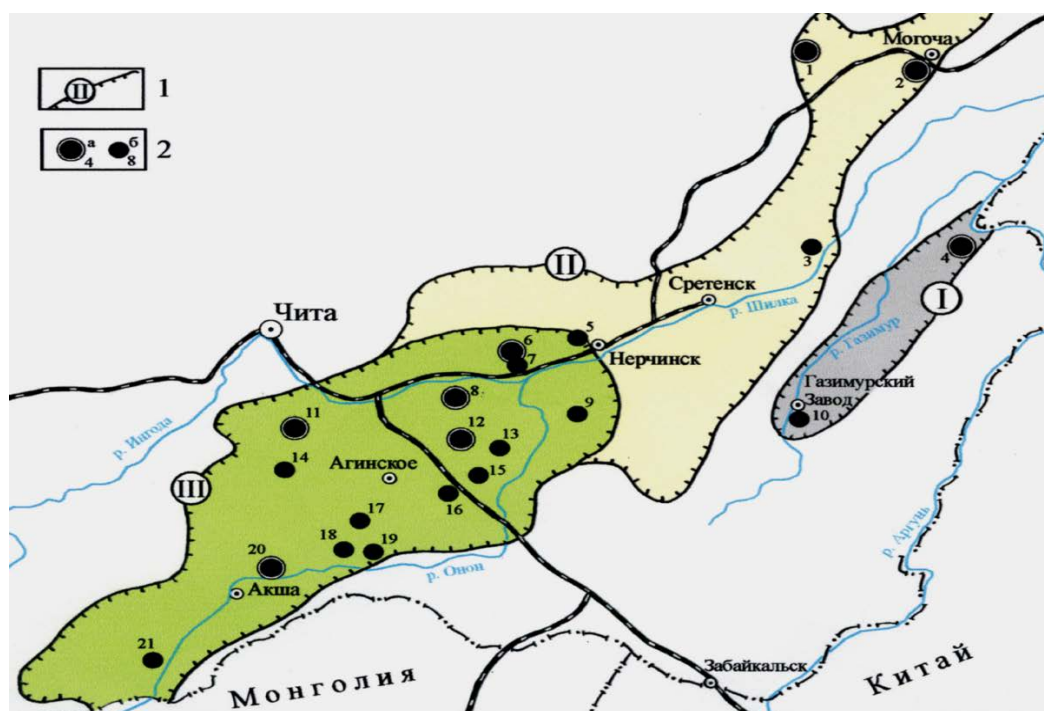 Могоча
1
2
II
1
а
4
б
8
2
3
4
II
Сретенск
I
р. Шилка
Чита
5
6
7
Нерчинск
р. Газимур
8
Газимурский
Завод
9
10
11
12
13
р. Ингода
14
Агинское
15
III
16
17
18
19
р. Аргунь
20
р. Онон
Акша
21
Забайкальск
Монголия
Китай